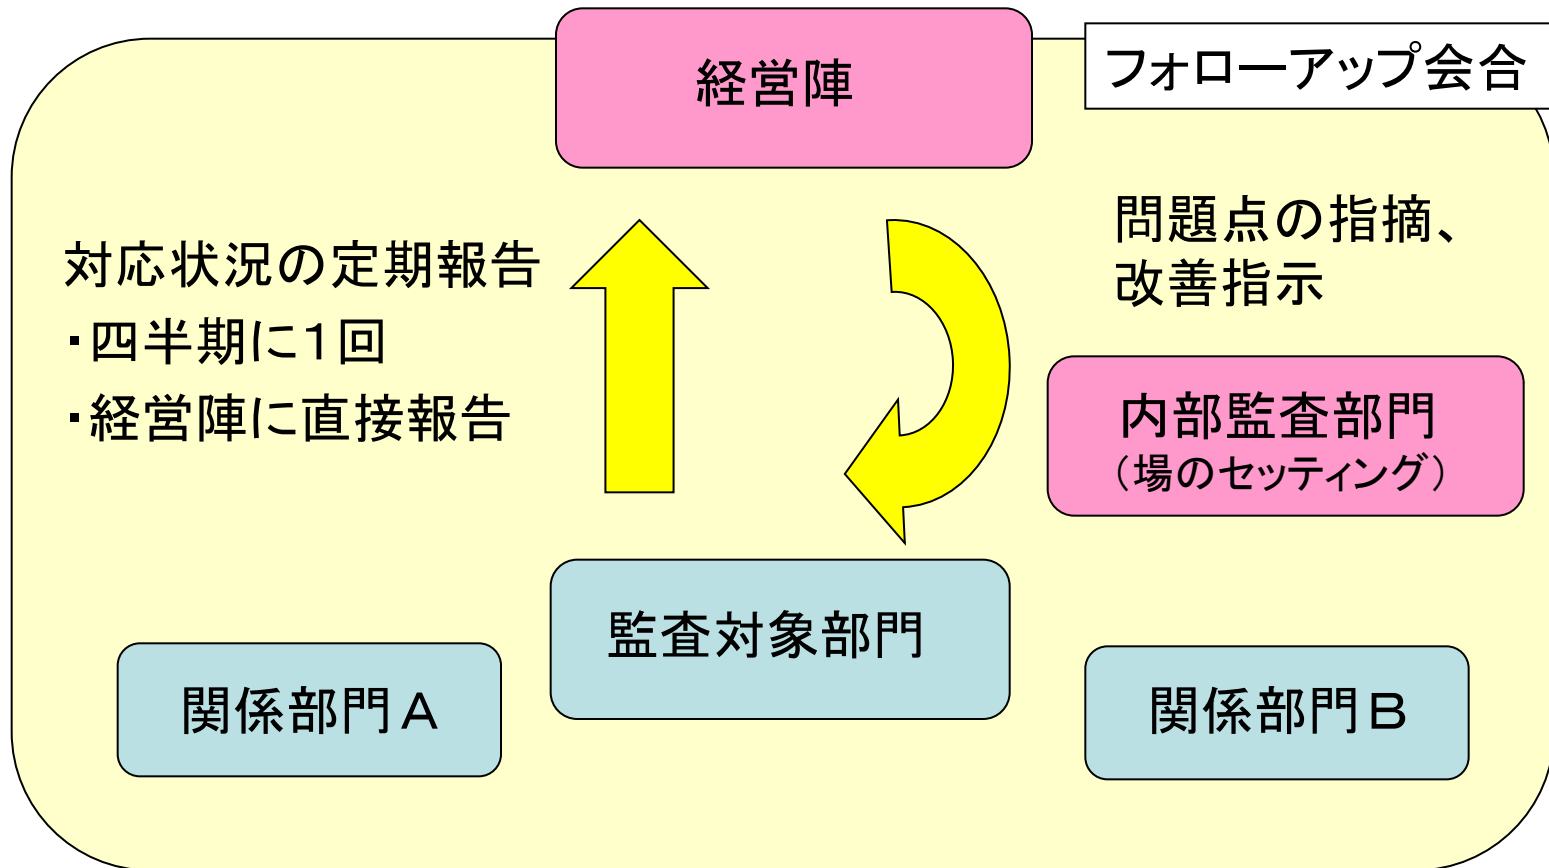 経営陣
フォローアップ会合
対応状況の定期報告
・四半期に1回
・経営陣に直接報告
問題点の指摘、
改善指示
内部監査部門
（場のセッティング）
監査対象部門
関係部門A
関係部門B